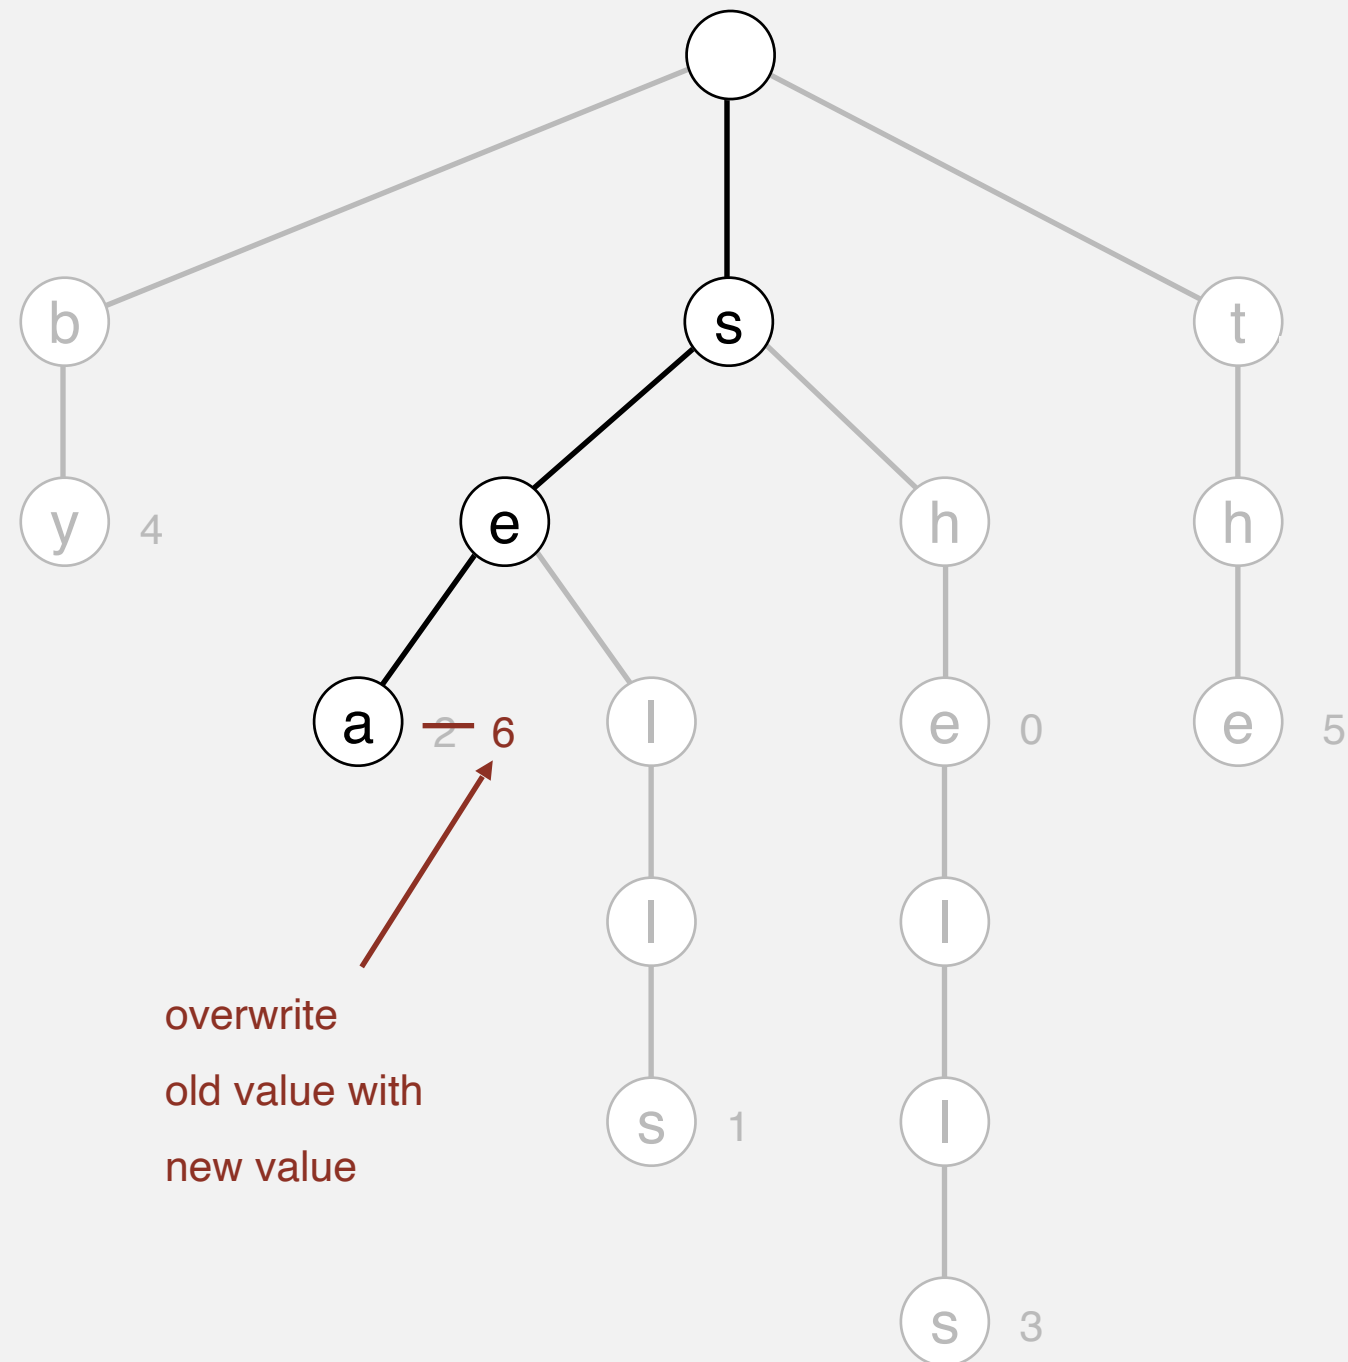 b s t
y 4 e h h
a 2 6 l e 0 e 5
l l
overwrite
old value with
new value
s 1 l
s 3